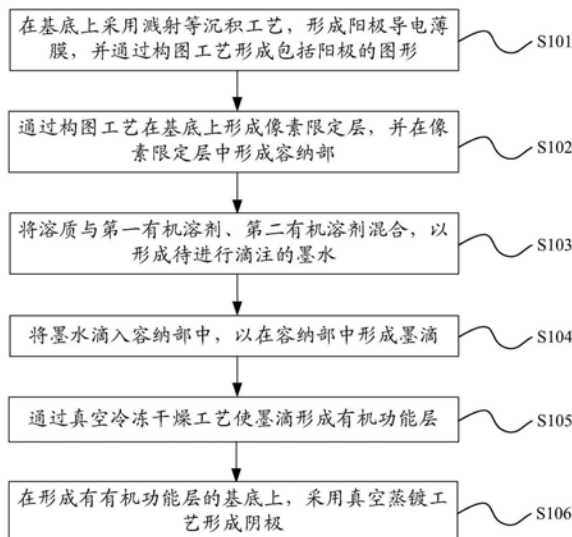 在基底上采用溅射等沉积工艺，形成阳极导电薄
膜，并通过构图工艺形成包括阳极的图形
S101
通过构图工艺在基底上形成像素限定层，并在像
素限定层中形成容纳部
S102
将溶质与第一有机溶剂、第二有机溶剂混合，以
形成待进行滴注的墨水
S103
将墨水滴入容纳部中，以在容纳部中形成墨滴
S104
通过真空冷冻干燥工艺使墨滴形成有机功能层
S105
在形成有有机功能层的基底上，采用真空蒸镀工
艺形成阴极
S106